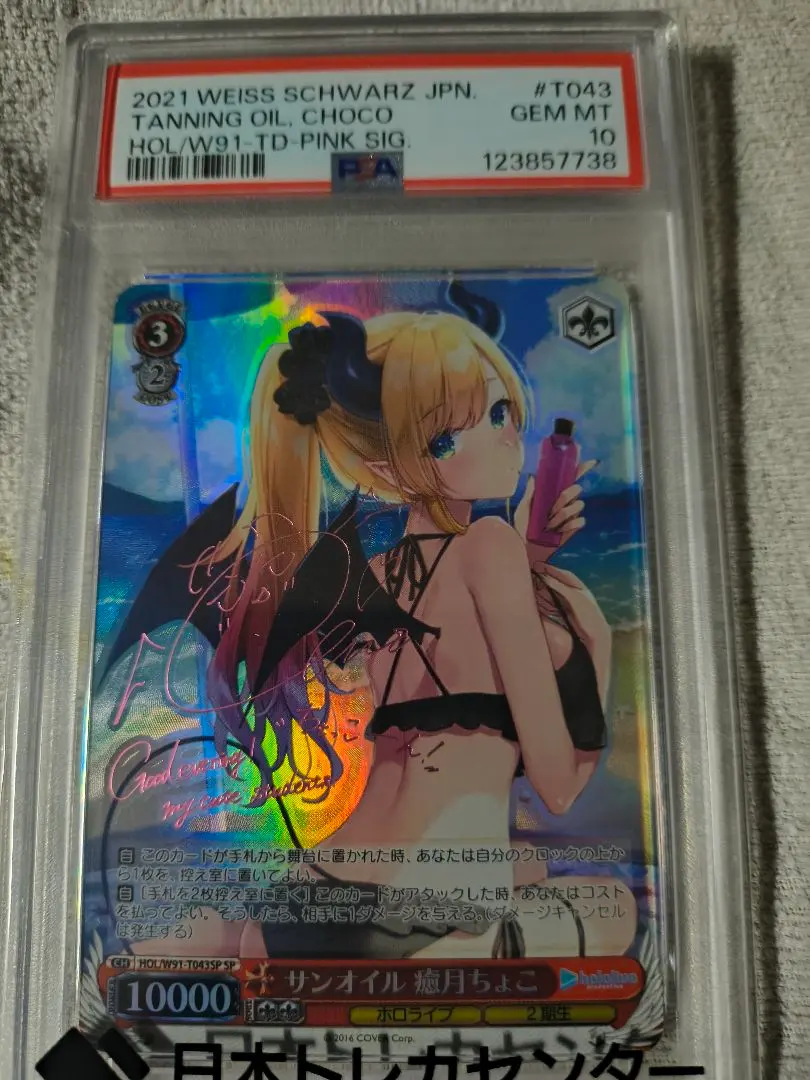 2021 WEISS SCHWARZ JPN. #T043
TANNING OIL, CHOCO GEM MT
HOL/W91-TD-PINK SIG. 10
PSA 123857738
LEVEL
3
2
COST
Good evening!
my cute students
自 このカードが手札から舞台に置かれた時、あなたは自分のクロックの上か
ら1枚を、控え室に置いてよい。
自 [手札を2枚控え室に置く] このカードがアタックした時、あなたはコスト
を払ってよい。そうしたら、相手に1ダメージを与える。(ダメージキャンセル
は発生する)
CH HOL/W91-T043SP SP
10000 サンオイル 癒月ちょこ hololive
ホロライブ 2期生
©2016 COVER Corp.
日本トレカセンター